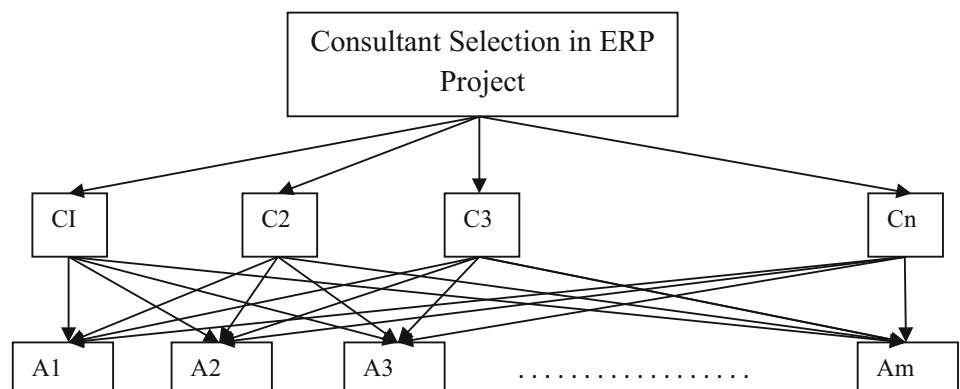 Consultant Selection in ERP
Project
CI C2 C3 Cn
A1 A2 A3 . . . . . . . . . . . . . . . . . . Am